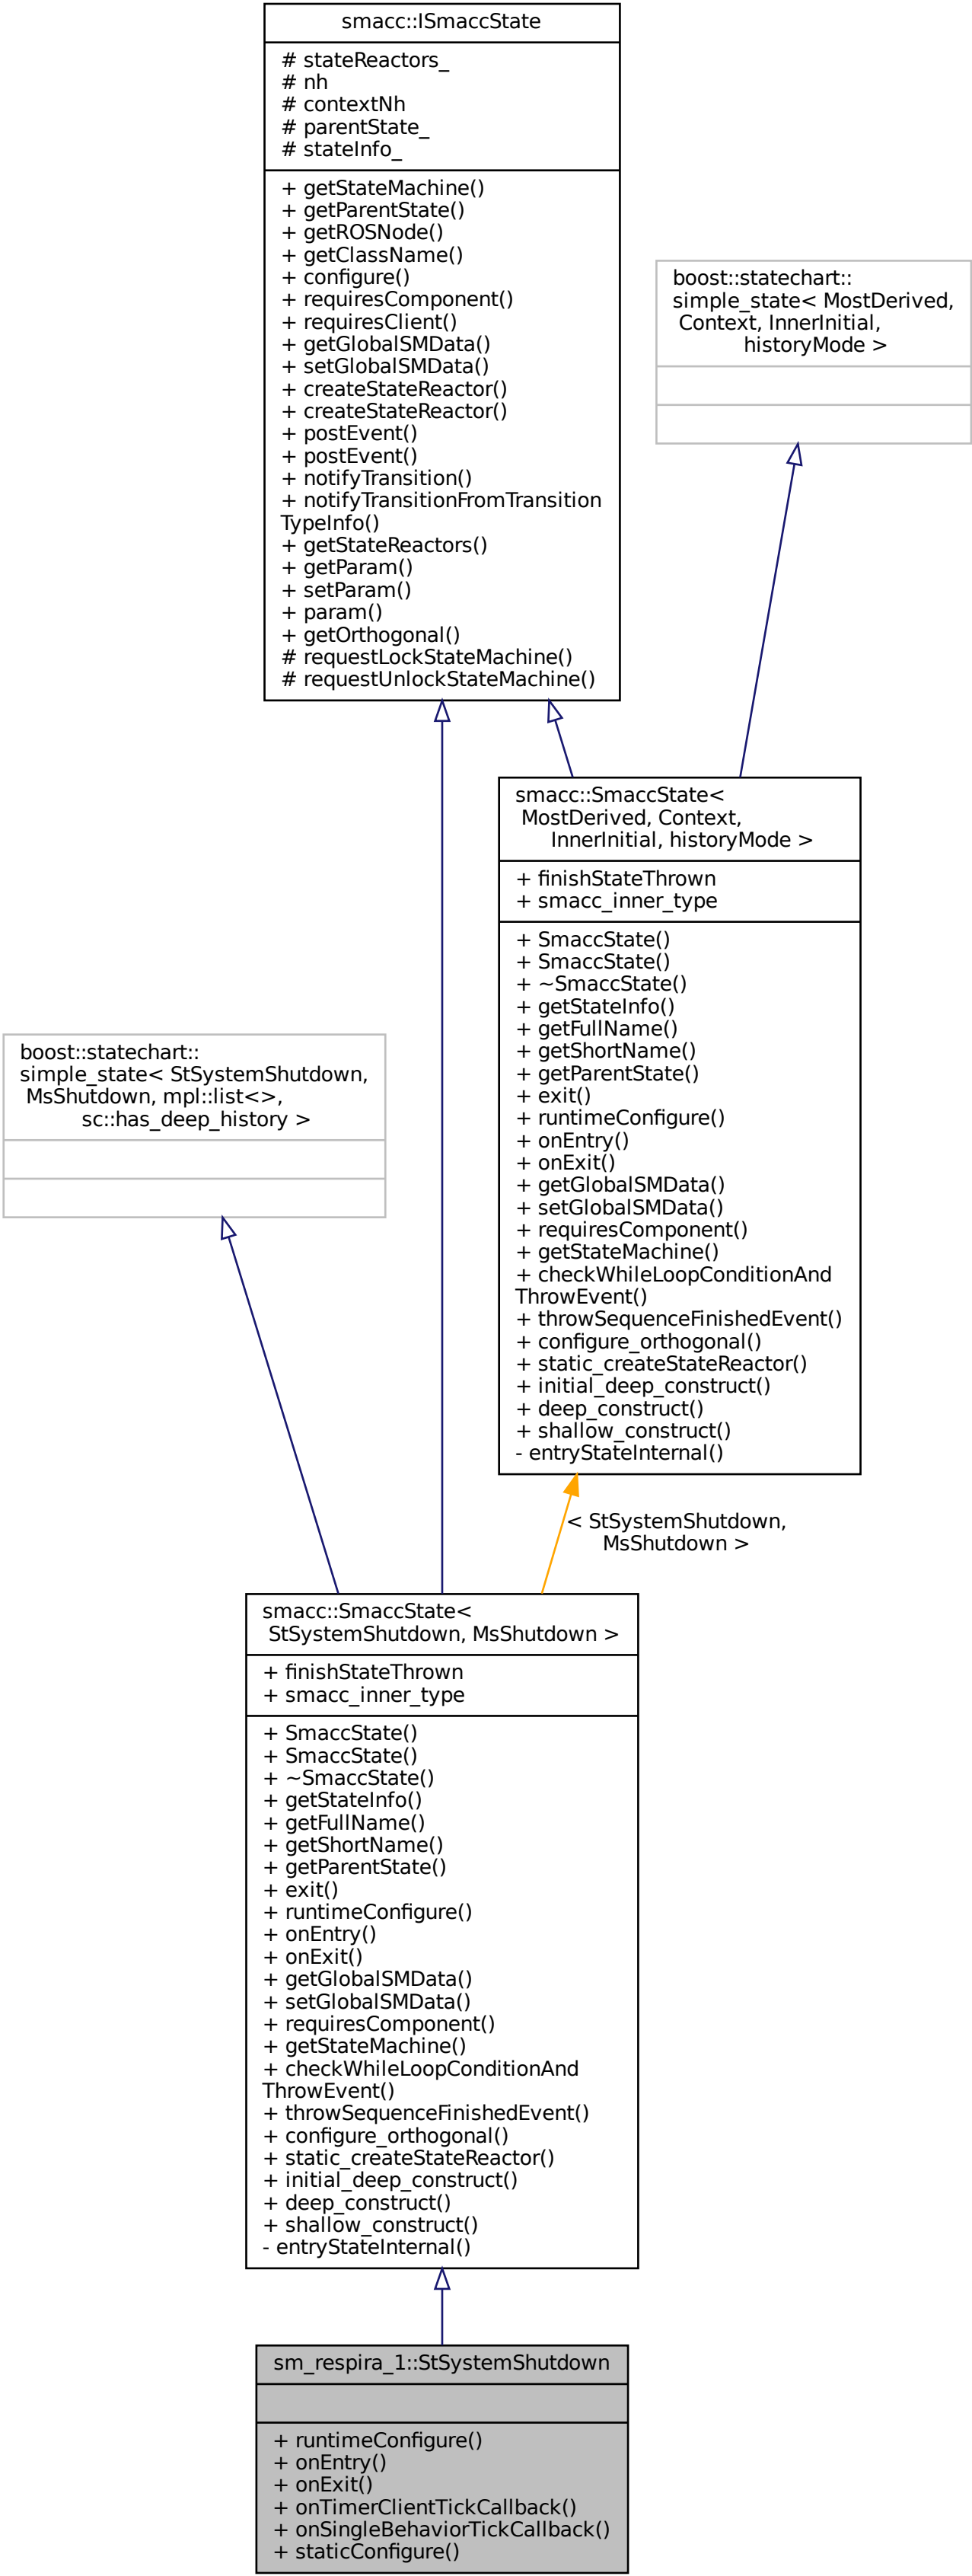 smacc::ISmaccState
# stateReactors_
# nh
# contextNh
# parentState_
# stateInfo_
+ getStateMachine()
+ getParentState()
+ getROSNode()
+ getClassName()
+ configure()
+ requiresComponent()
+ requiresClient()
+ getGlobalSMData()
+ setGlobalSMData()
+ createStateReactor()
+ createStateReactor()
+ postEvent()
+ postEvent()
+ notifyTransition()
+ notifyTransitionFromTransition
TypeInfo()
+ getStateReactors()
+ getParam()
+ setParam()
+ param()
+ getOrthogonal()
# requestLockStateMachine()
# requestUnlockStateMachine()
boost::statechart::
simple_state< MostDerived,
Context, InnerInitial,
historyMode >
smacc::SmaccState<
MostDerived, Context,
InnerInitial, historyMode >
+ finishStateThrown
+ smacc_inner_type
+ SmaccState()
+ SmaccState()
+ ~SmaccState()
+ getStateInfo()
+ getFullName()
+ getShortName()
+ getParentState()
+ exit()
+ runtimeConfigure()
+ onEntry()
+ onExit()
+ getGlobalSMData()
+ setGlobalSMData()
+ requiresComponent()
+ getStateMachine()
+ checkWhileLoopConditionAnd
ThrowEvent()
+ throwSequenceFinishedEvent()
+ configure_orthogonal()
+ static_createStateReactor()
+ initial_deep_construct()
+ deep_construct()
+ shallow_construct()
- entryStateInternal()
boost::statechart::
simple_state< StSystemShutdown,
MsShutdown, mpl::list<>,
sc::has_deep_history >
< StSystemShutdown,
MsShutdown >
smacc::SmaccState<
StSystemShutdown, MsShutdown >
+ finishStateThrown
+ smacc_inner_type
+ SmaccState()
+ SmaccState()
+ ~SmaccState()
+ getStateInfo()
+ getFullName()
+ getShortName()
+ getParentState()
+ exit()
+ runtimeConfigure()
+ onEntry()
+ onExit()
+ getGlobalSMData()
+ setGlobalSMData()
+ requiresComponent()
+ getStateMachine()
+ checkWhileLoopConditionAnd
ThrowEvent()
+ throwSequenceFinishedEvent()
+ configure_orthogonal()
+ static_createStateReactor()
+ initial_deep_construct()
+ deep_construct()
+ shallow_construct()
- entryStateInternal()
sm_respira_1::StSystemShutdown
+ runtimeConfigure()
+ onEntry()
+ onExit()
+ onTimerClientTickCallback()
+ onSingleBehaviorTickCallback()
+ staticConfigure()